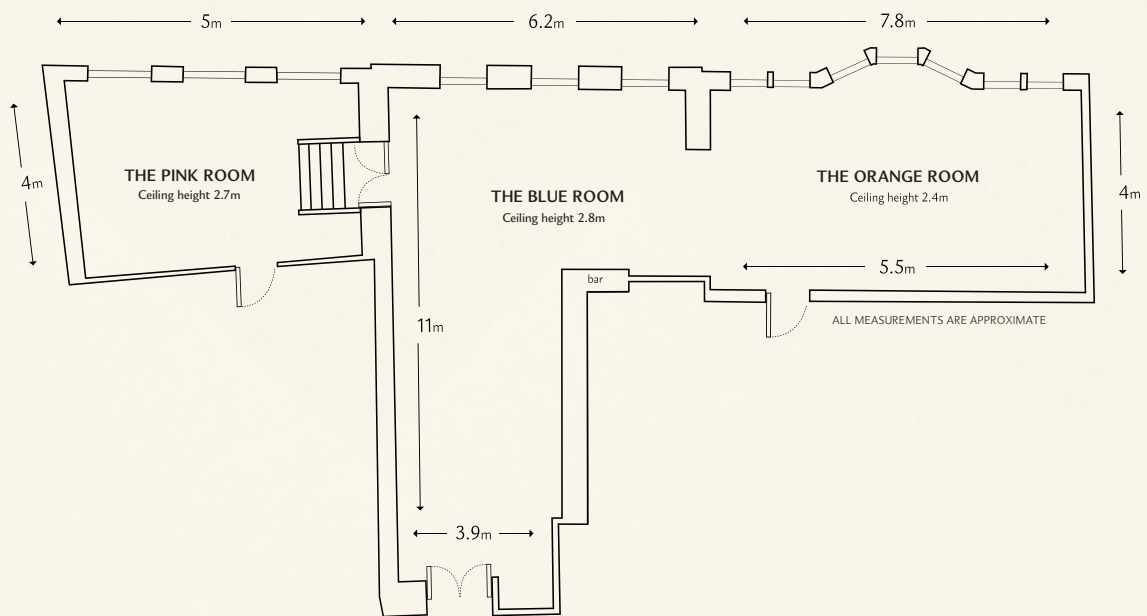 5m
6.2m
7.8m
THE PINK ROOM
Ceiling height 2.7m
4m
THE BLUE ROOM
Ceiling height 2.8m
THE ORANGE ROOM
Ceiling height 2.4m
4m
5.5m
bar
ALL MEASUREMENTS ARE APPROXIMATE
11m
3.9m